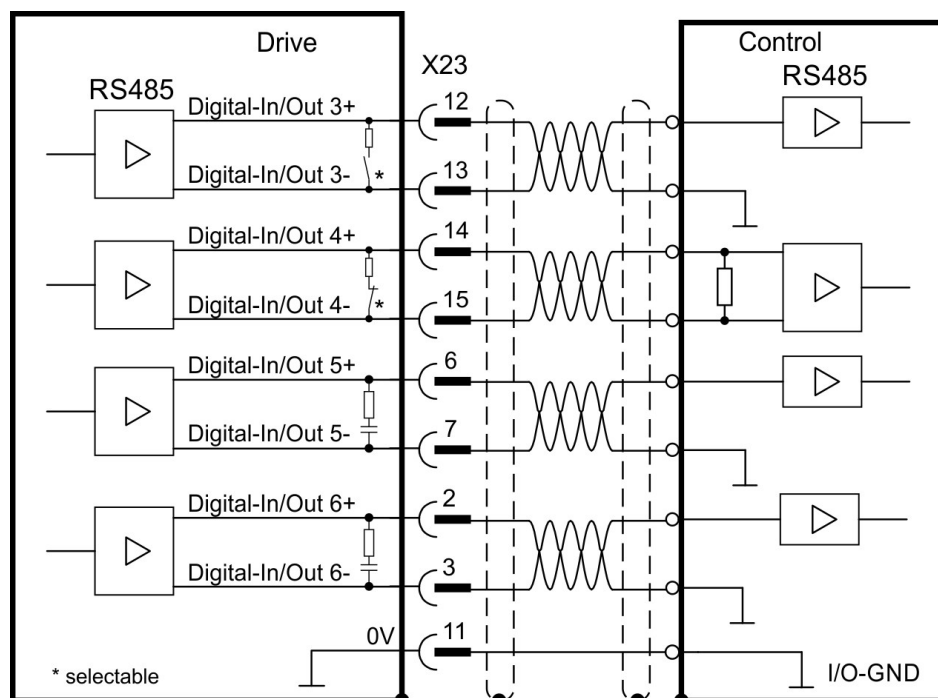 Drive
Control
X23
RS485
RS485
Digital-In/Out 3+
12
Digital-In/Out 3-
*
13
Digital-In/Out 4+
14
Digital-In/Out 4-
*
15
Digital-In/Out 5+
6
Digital-In/Out 5-
7
Digital-In/Out 6+
2
Digital-In/Out 6-
3
0V
11
* selectable
I/O-GND